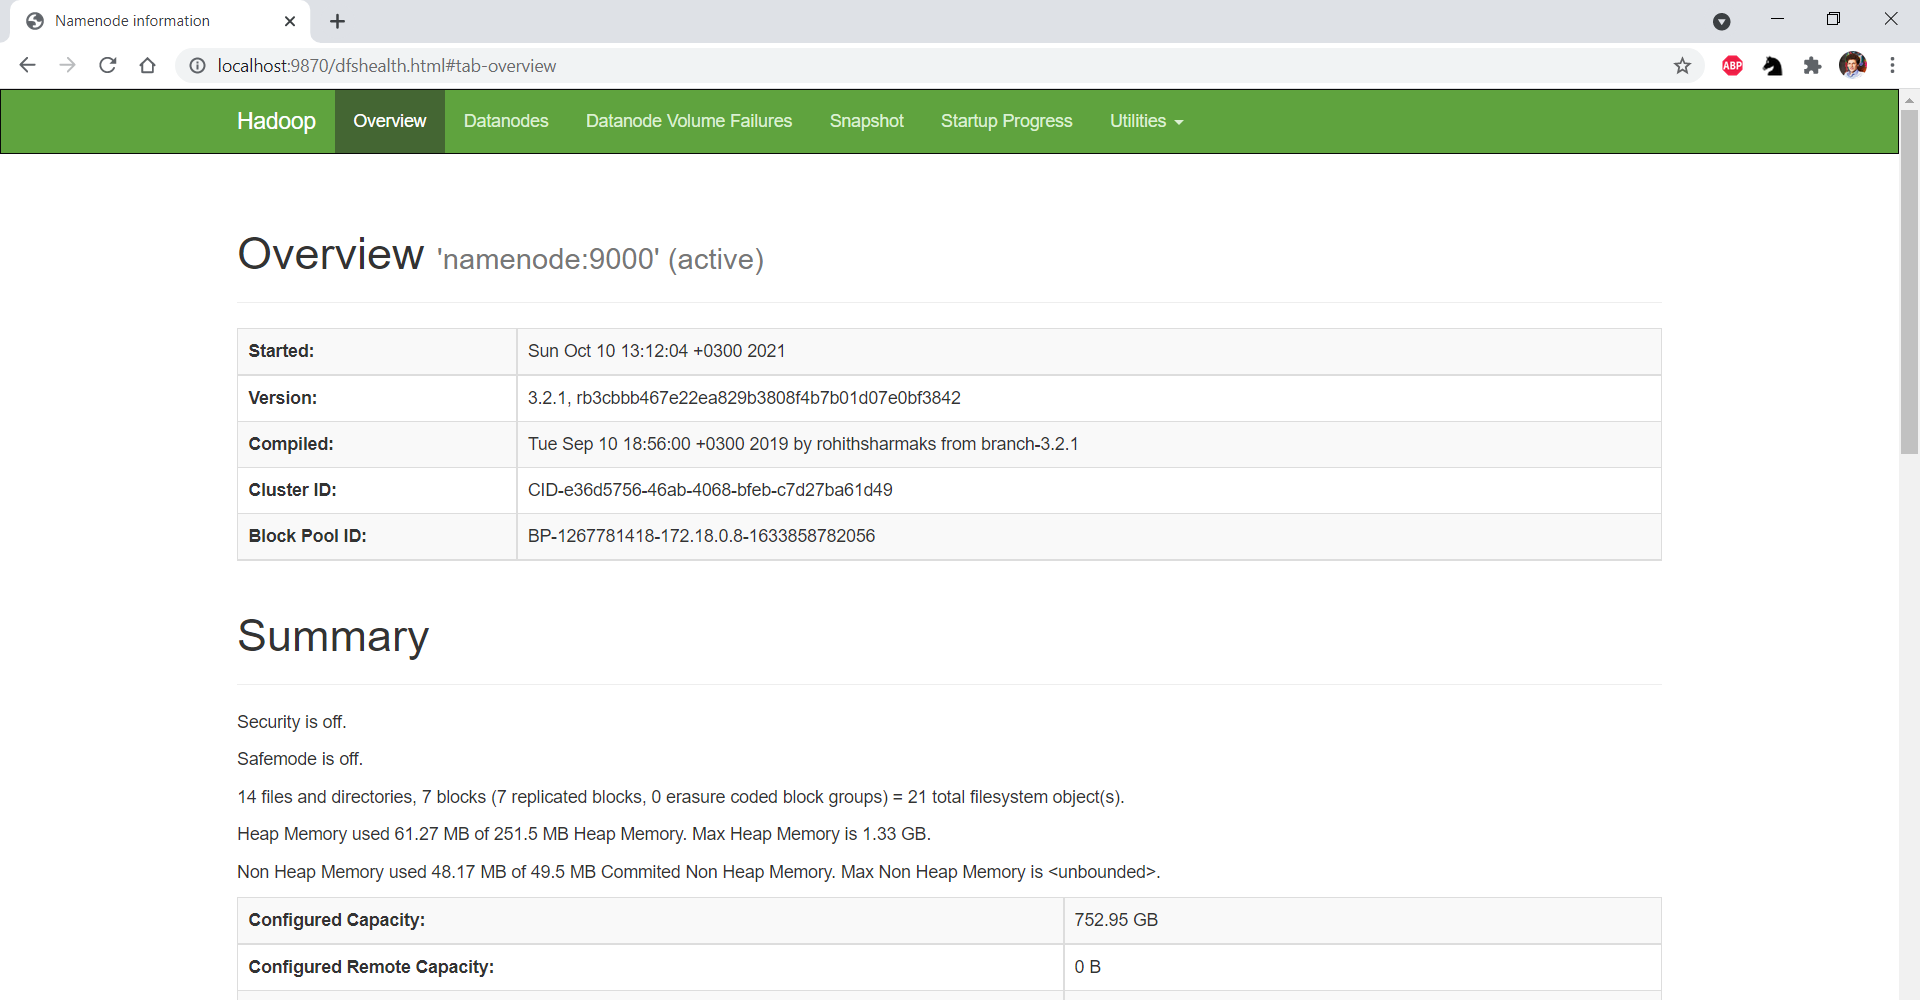 Namenode information
localhost:9870/dfshealth.html#tab-overview
ABP
Hadoop Overview Datanodes Datanode Volume Failures Snapshot Startup Progress Utilities
Overview 'namenode:9000' (active)
Started: Sun Oct 10 13:12:04 +0300 2021
Version: 3.2.1, rb3cbbb467e22ea829b3808f4b7b01d07e0bf3842
Compiled: Tue Sep 10 18:56:00 +0300 2019 by rohithsharmaks from branch-3.2.1
Cluster ID: CID-e36d5756-46ab-4068-bfeb-c7d27ba61d49
Block Pool ID: BP-1267781418-172.18.0.8-1633858782056
Summary
Security is off.
Safemode is off.
14 files and directories, 7 blocks (7 replicated blocks, 0 erasure coded block groups) = 21 total filesystem object(s).
Heap Memory used 61.27 MB of 251.5 MB Heap Memory. Max Heap Memory is 1.33 GB.
Non Heap Memory used 48.17 MB of 49.5 MB Commited Non Heap Memory. Max Non Heap Memory is <unbounded>.
Configured Capacity: 752.95 GB
Configured Remote Capacity: 0 B